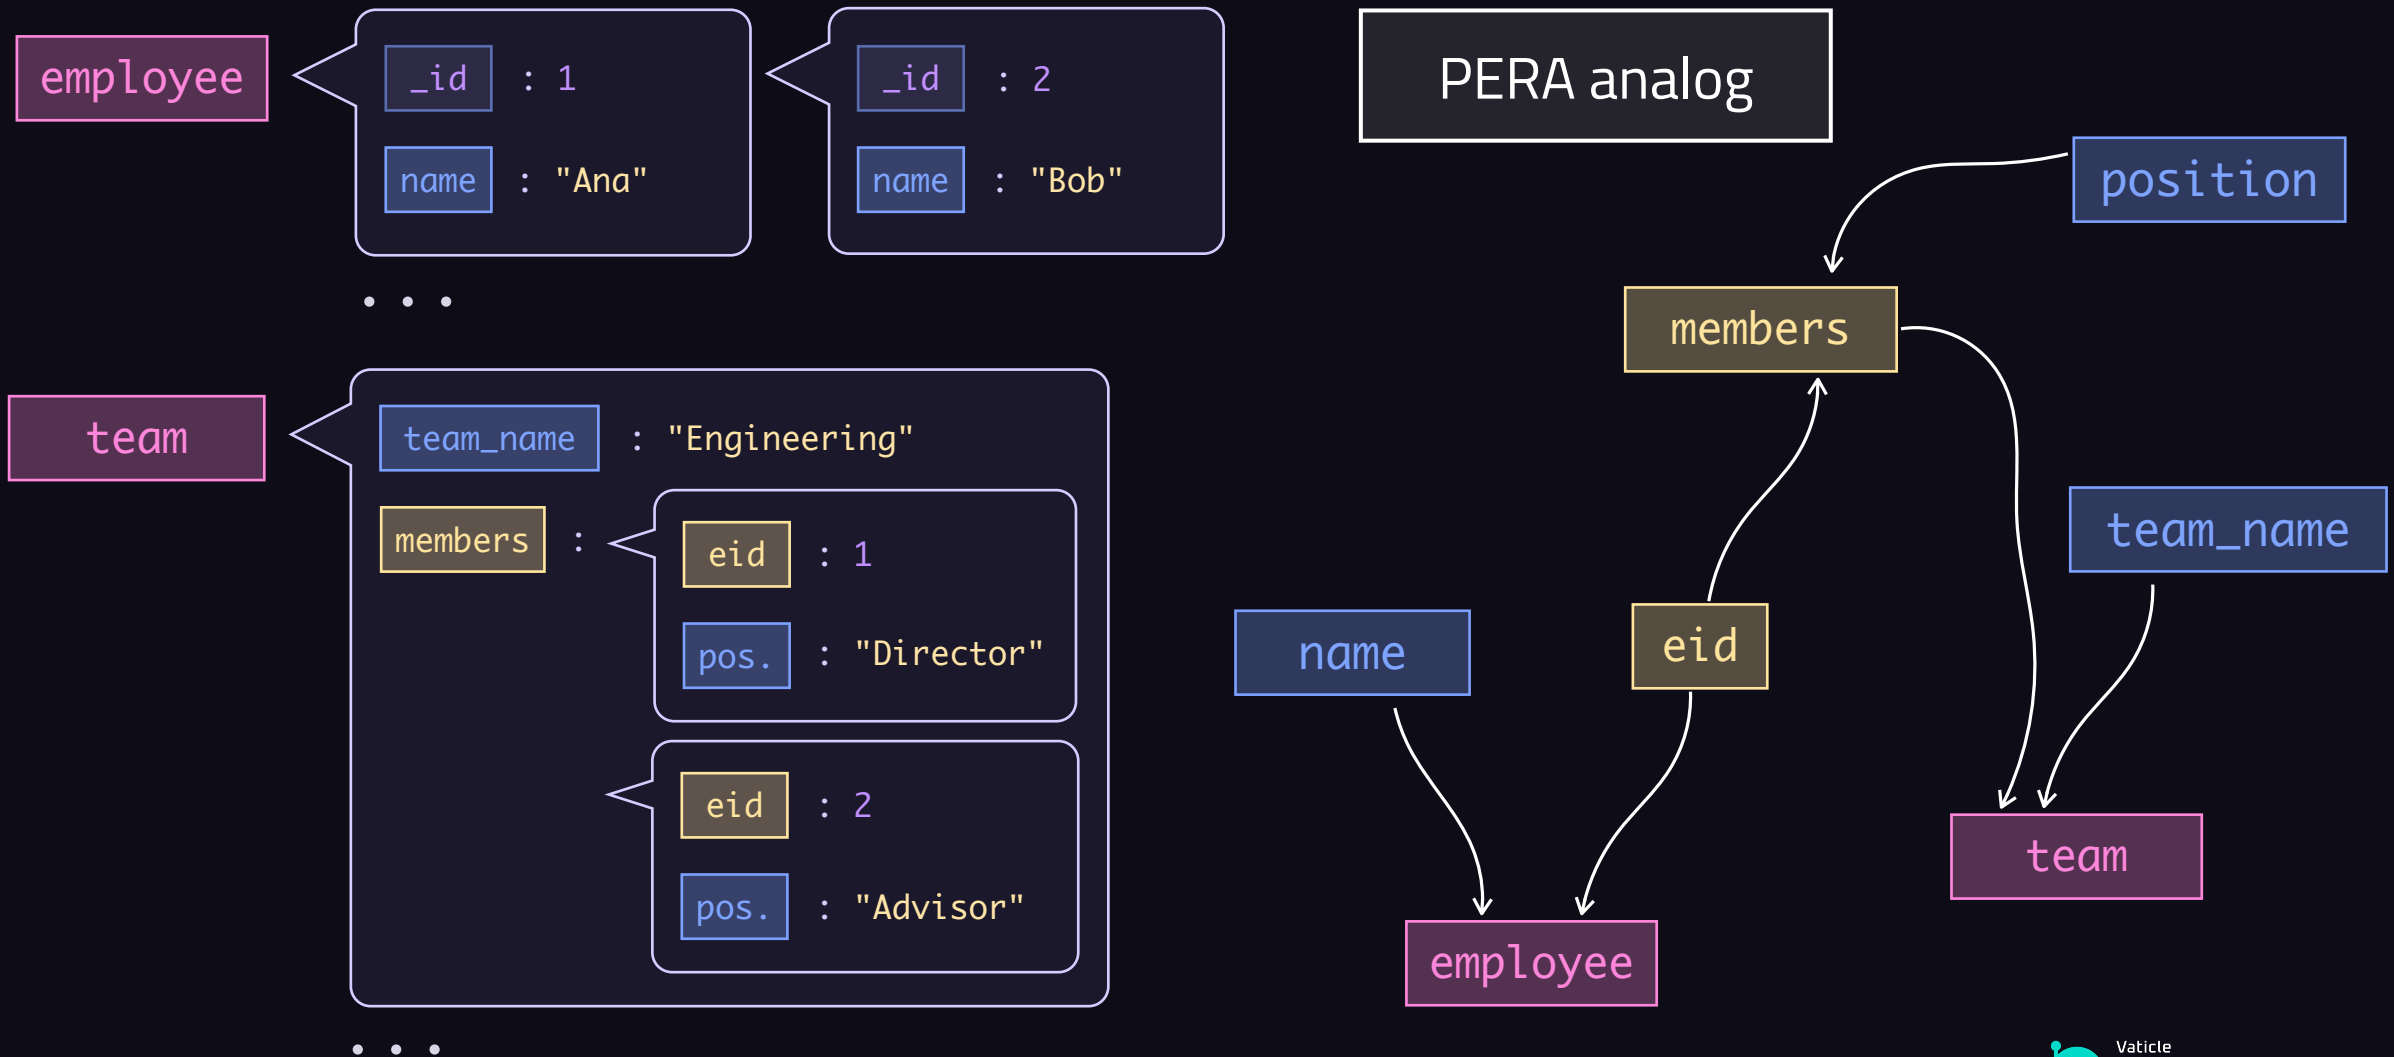 employee
_id : 1
name : "Ana"
_id : 2
name : "Bob"
. . .
team
team_name : "Engineering"
members :
eid : 1
pos. : "Director"
eid : 2
pos. : "Advisor"
. . .
PERA analog
position
members
team_name
name
eid
team
employee
Vaticle